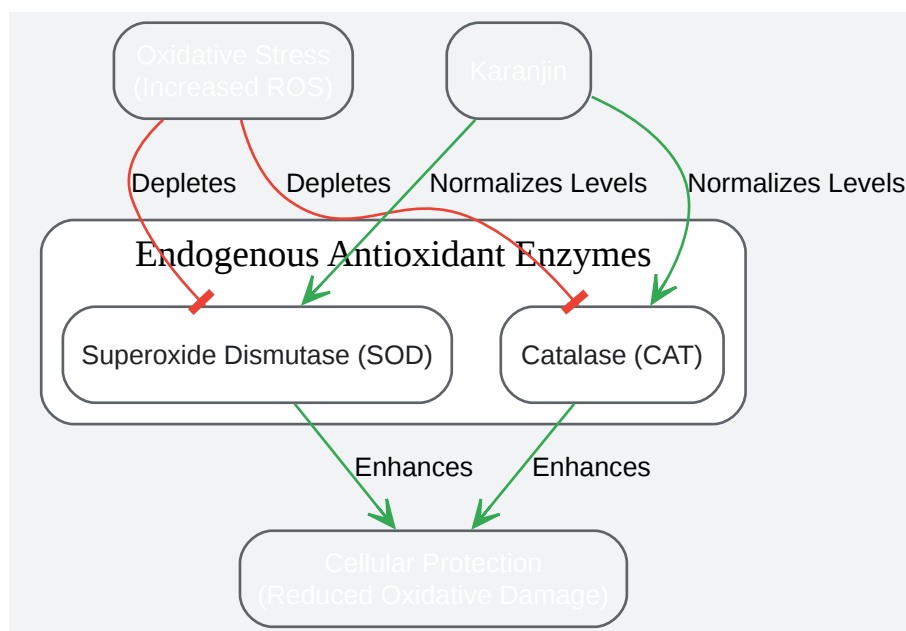 Oxidative Stress
(Increased ROS)
Karanjin
Depletes
Depletes
Normalizes Levels
Normalizes Levels
Endogenous Antioxidant Enzymes
Superoxide Dismutase (SOD)
Catalase (CAT)
Enhances
Enhances
Cellular Protection
(Reduced Oxidative Damage)